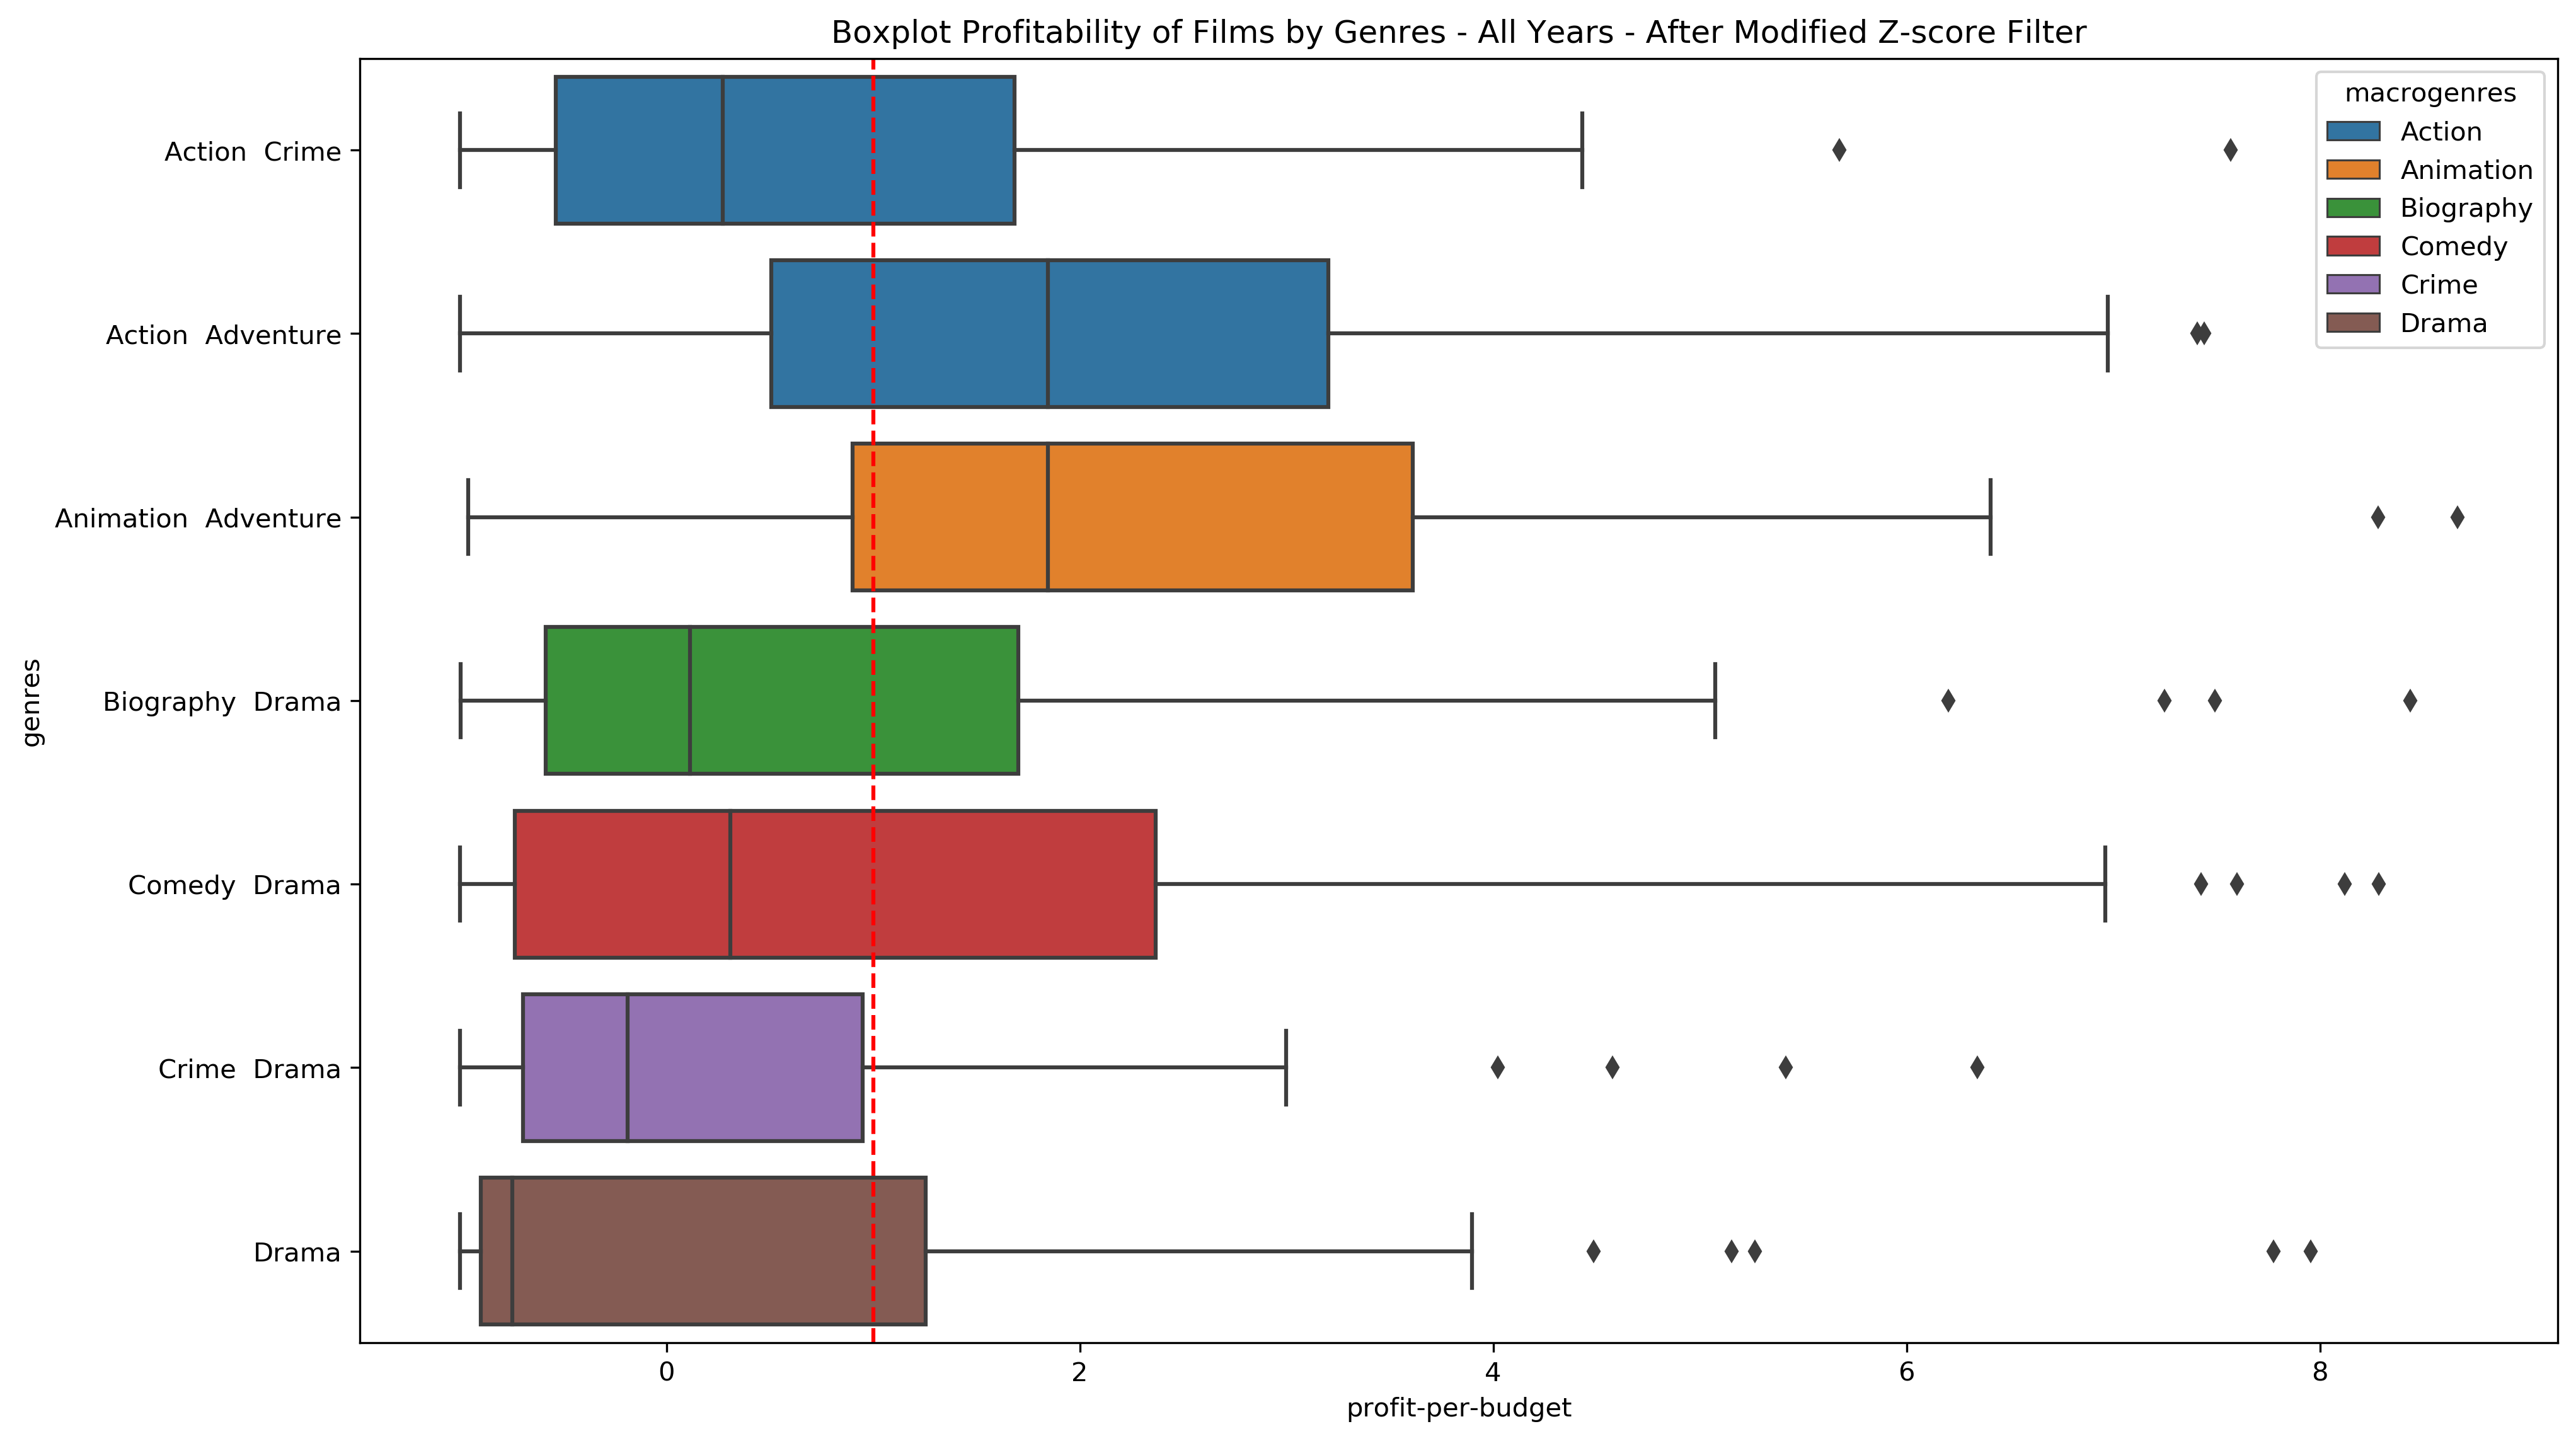 Boxplot Profitability of Films by Genres - All Years - After Modified Z-score Filter
macrogenres
Action
Animation
Biography
Comedy
Crime
Drama
genres
Action  Crime
Action  Adventure
Animation  Adventure
Biography  Drama
Comedy  Drama
Crime  Drama
Drama
0 2 4 6 8
profit-per-budget